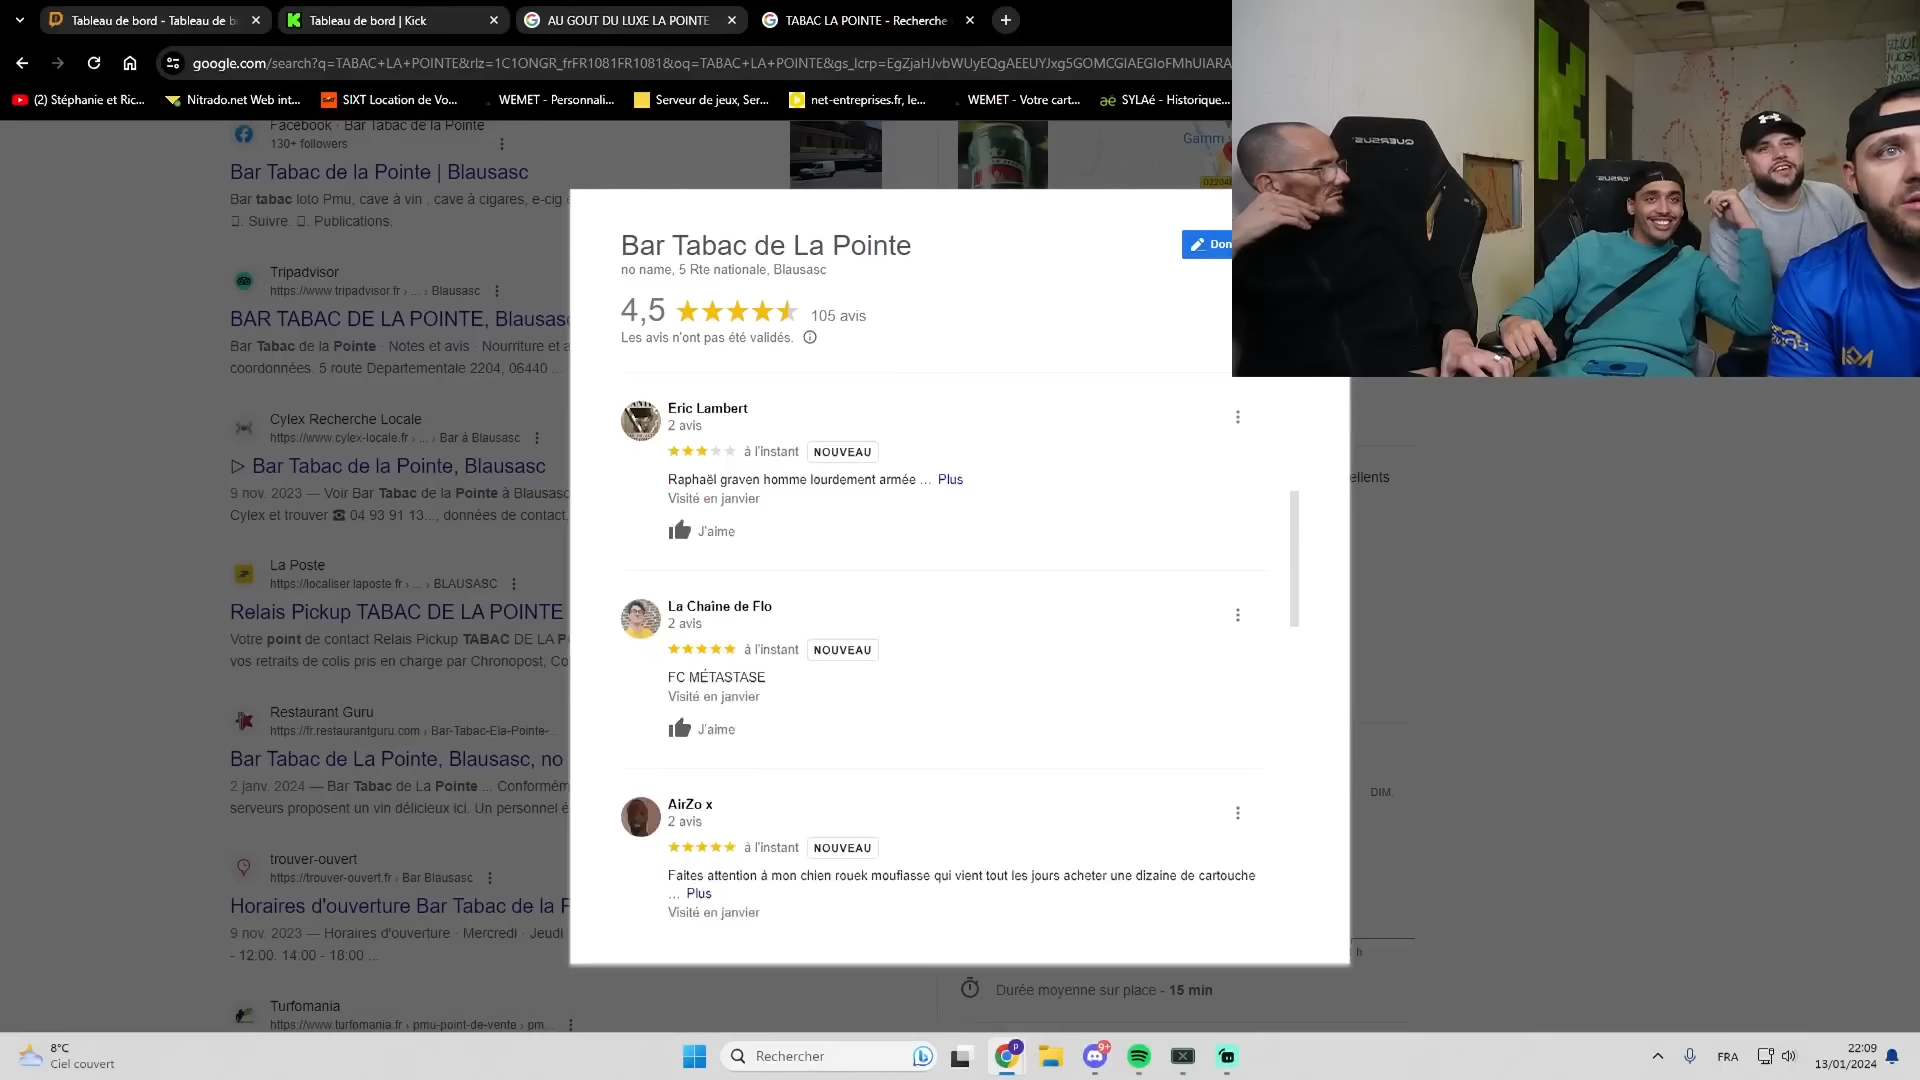 Tableau de bord - Tableau de b
Tableau de bord | Kick
AU GOUT DU LUXE LA POINTE
TABAC LA POINTE - Recherche
google.com/search?q=TABAC+LA+POINTE&rlz=1C1ONGR_frFR1081FR1081&oq=TABAC+LA+POINTE&gs_lcrp=EgZjaHJvbWUyEQgAEEUYJxg5GOMCGIAEGIoFMhUIARA
(2) Stéphanie et Ric...
Nitrado.net Web int...
SIXT Location de Vo...
WEMET - Personnali...
Serveur de jeux, Ser...
net-entreprises.fr, le...
WEMET - Votre cart...
SYLAé - Historique...
Facebook · Bar Tabac de la Pointe
130+ followers
Bar Tabac de la Pointe | Blausasc
Bar tabac loto Pmu, cave à vin , cave à cigares, e-cig
Suivre. Publications.
Tripadvisor
https://www.tripadvisor.fr › ... › Blausasc
BAR TABAC DE LA POINTE, Blausasc
Bar Tabac de la Pointe · Notes et avis · Nourriture et a
coordonnées. 5 route Departementale 2204, 06440 ...
Cylex Recherche Locale
https://www.cylex-locale.fr › ... › Bar à Blausasc
▷ Bar Tabac de la Pointe, Blausasc
9 nov. 2023 — Voir Bar Tabac de la Pointe à Blausasc
Cylex et trouver ☎ 04 93 91 13..., données de contact,
La Poste
https://localiser.laposte.fr › ... › BLAUSASC
Relais Pickup TABAC DE LA POINTE
Votre point de contact Relais Pickup TABAC DE LA P
vos retraits de colis pris en charge par Chronopost, Co
Restaurant Guru
https://fr.restaurantguru.com › Bar-Tabac-Ela-Pointe-...
Bar Tabac de La Pointe, Blausasc, no
2 janv. 2024 — Bar Tabac de La Pointe ... Conformém
serveurs proposent un vin délicieux ici. Un personnel é
trouver-ouvert
https://trouver-ouvert.fr › Bar Blausasc
Horaires d'ouverture Bar Tabac de la P
9 nov. 2023 — Horaires d'ouverture · Mercredi · Jeudi
- 12:00. 14:00 - 18:00 ...
Turfomania
https://www.turfomania.fr › pmu-point-de-vente › pm...
Gamm
D2204
Bar Tabac de La Pointe
no name, 5 Rte nationale, Blausasc
Don
4,5
105 avis
Les avis n'ont pas été validés.
Eric Lambert
2 avis
à l'instant NOUVEAU
Raphaël graven homme lourdement armée ... Plus
Visité en janvier
J'aime
La Chaîne de Flo
2 avis
à l'instant NOUVEAU
FC MÉTASTASE
Visité en janvier
J'aime
AirZo x
2 avis
à l'instant NOUVEAU
Faites attention à mon chien rouek moufiasse qui vient tout les jours acheter une dizaine de cartouche
... Plus
Visité en janvier
ellents
DIM.
h
Durée moyenne sur place - 15 min
8°C
Ciel couvert
Rechercher
9+
FRA
22:09
13/01/2024